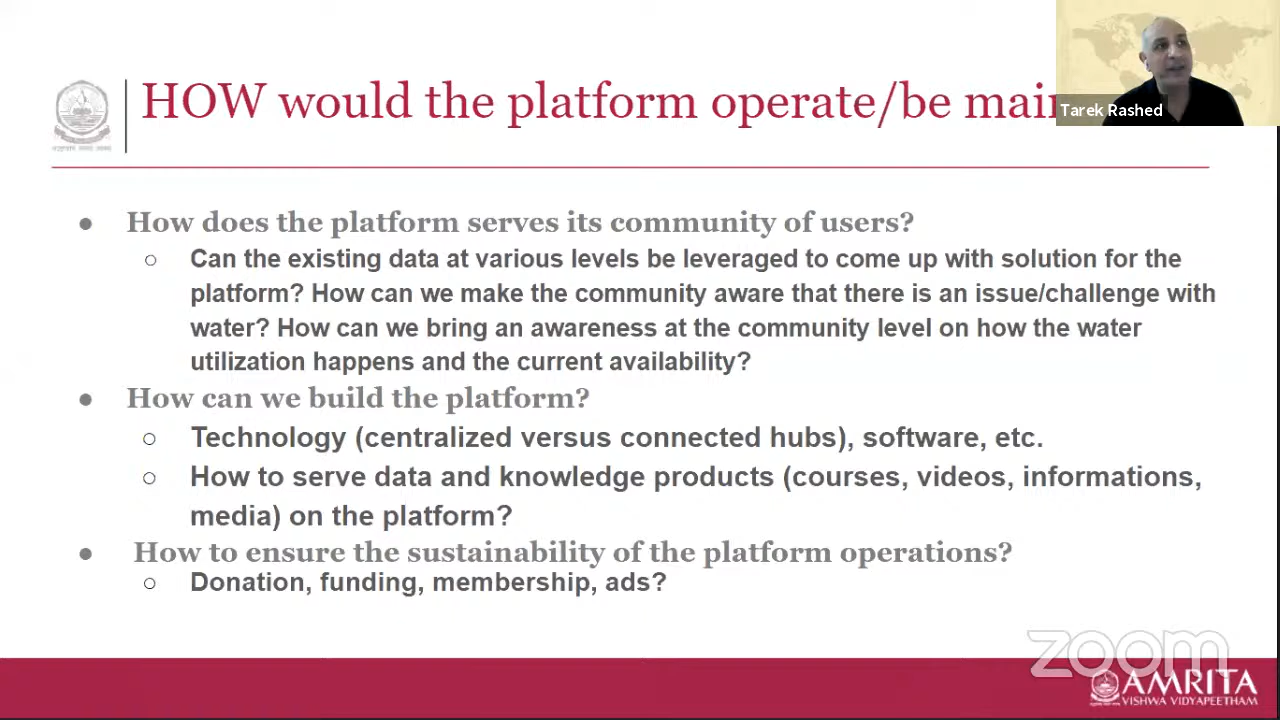 HOW would the platform operate/be main
Tarek Rashed
● How does the platform serves its community of users?
○ Can the existing data at various levels be leveraged to come up with solution for the
platform? How can we make the community aware that there is an issue/challenge with
water? How can we bring an awareness at the community level on how the water
utilization happens and the current availability?
● How can we build the platform?
○ Technology (centralized versus connected hubs), software, etc.
○ How to serve data and knowledge products (courses, videos, informations,
media) on the platform?
● How to ensure the sustainability of the platform operations?
○ Donation, funding, membership, ads?
zoom
AMRITA
VISHWA VIDYAPEETHAM